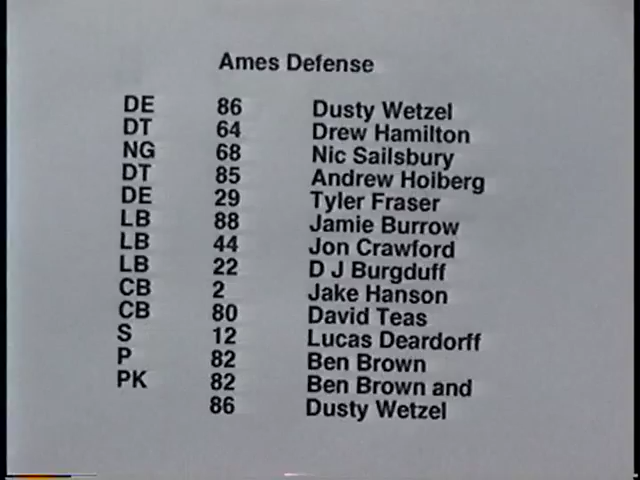 Ames Defense
DE 86 Dusty Wetzel
DT 64 Drew Hamilton
NG 68 Nic Sailsbury
DT 85 Andrew Hoiberg
DE 29 Tyler Fraser
LB 88 Jamie Burrow
LB 44 Jon Crawford
LB 22 D J Burgduff
CB 2 Jake Hanson
CB 80 David Teas
S 12 Lucas Deardorff
P 82 Ben Brown
PK 82 Ben Brown and
86 Dusty Wetzel